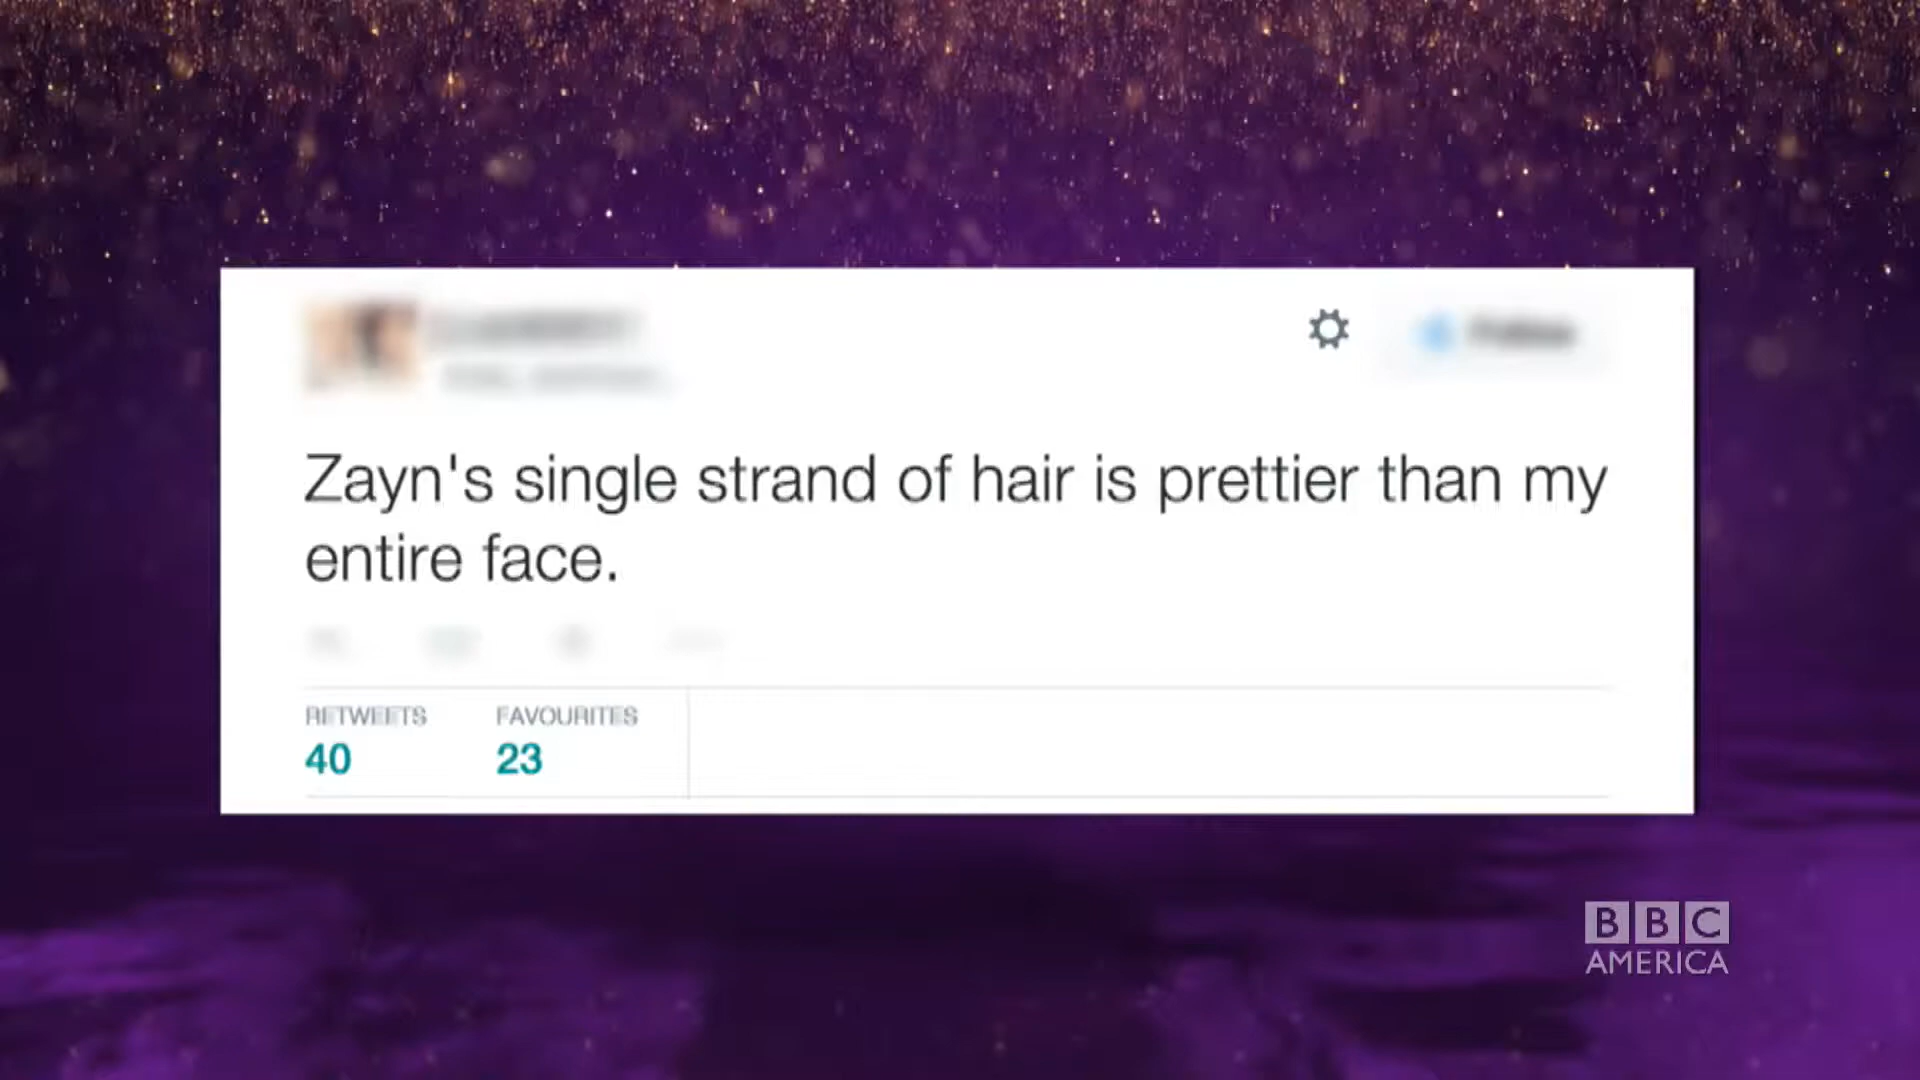 Zayn's single strand of hair is prettier than my
entire face.
RETWEETS FAVOURITES
40 23
BBC
AMERICA